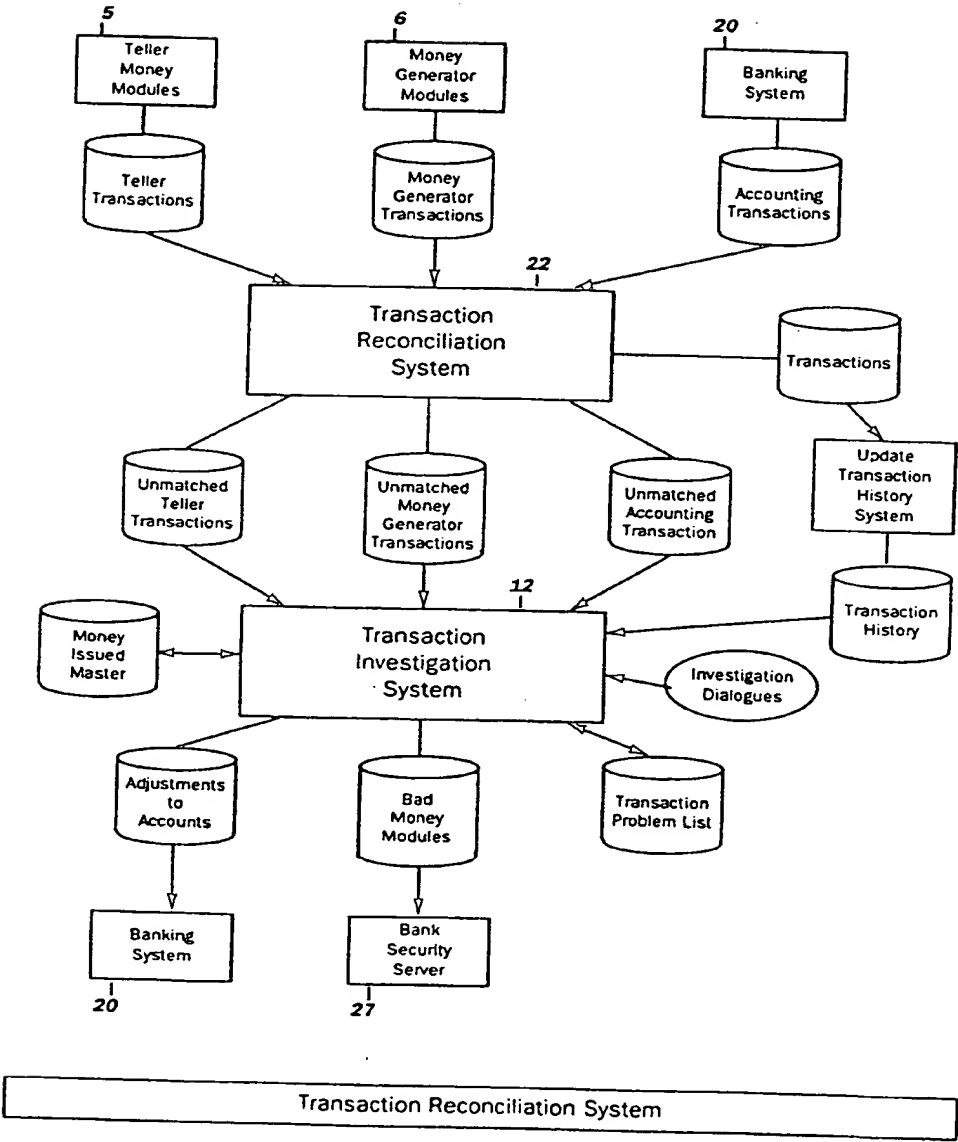 5
6
20
Teller
Money
Modules
Money
Generator
Modules
Banking
System
Teller
Transactions
Money
Generator
Transactions
Accounting
Transactions
22
Transaction
Reconciliation
System
Transactions
Unmatched
Teller
Transactions
Unmatched
Money
Generator
Transactions
Unmatched
Accounting
Transaction
Update
Transaction
History
System
12
Transaction
History
Money
Issued
Master
Transaction
Investigation
System
Investigation
Dialogues
Adjustments
to
Accounts
Bad
Money
Modules
Transaction
Problem List
Banking
System
Bank
Security
Server
20
27
Transaction Reconciliation System